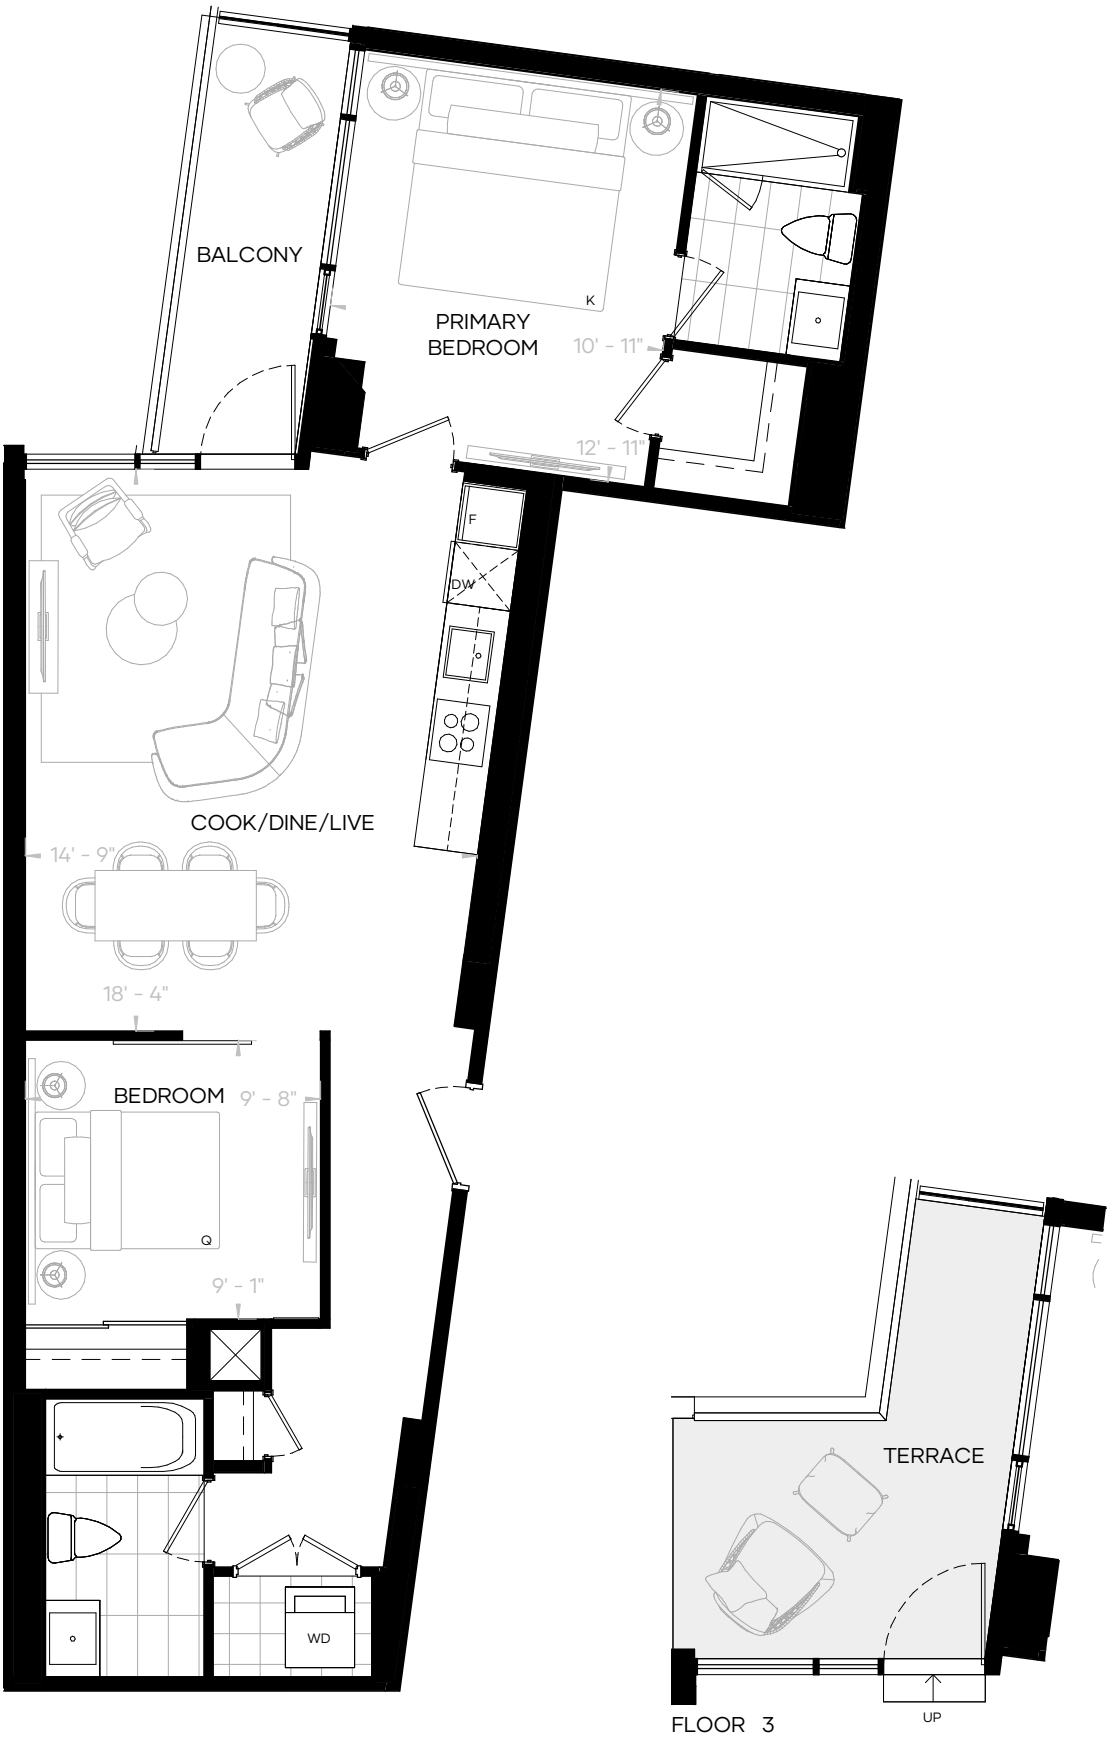 BALCONY
K
PRIMARY
BEDROOM
10' - 11"
12' - 11"
F
DW
COOK/DINE/LIVE
14' - 9"
18' - 4"
BEDROOM
9' - 8"
Q
9' - 1"
WD
TERRACE
UP
FLOOR 3